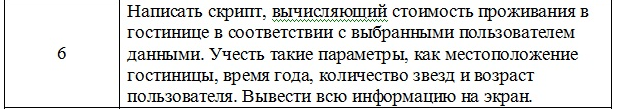 6
Написать скрипт, вычисляющий стоимость проживания в
гостинице в соответствии с выбранными пользователем
данными. Учесть такие параметры, как местоположение
гостиницы, время года, количество звезд и возраст
пользователя. Вывести всю информацию на экран.